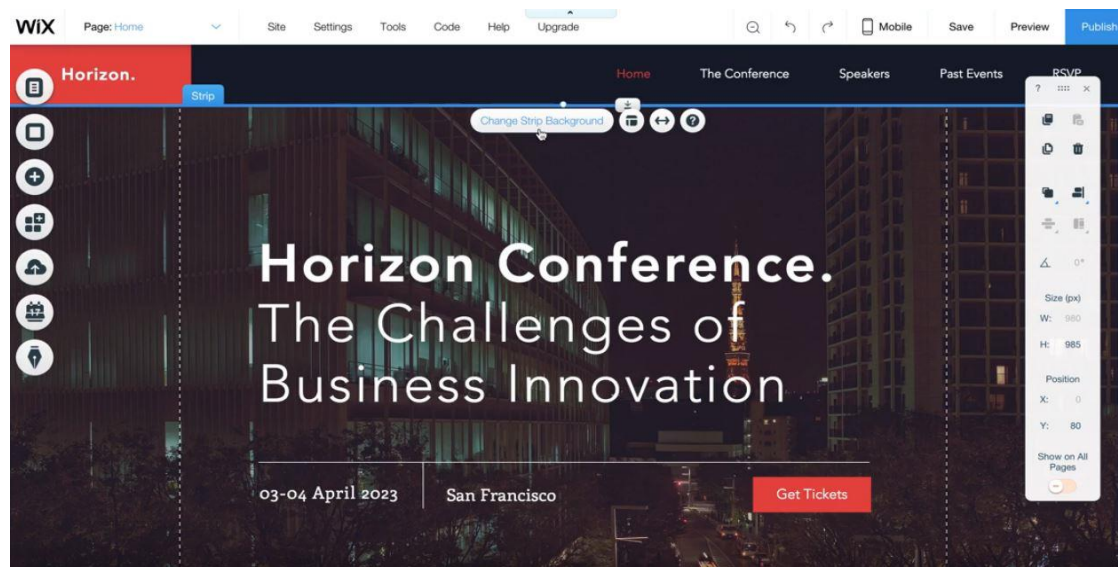 WiX Page: Home Site Settings Tools Code Help Upgrade Mobile Save Preview Publish
Horizon. Home The Conference Speakers Past Events RSVP
Strip
Change Strip Background ?
? ×
17
0°
Size (px)
W: 980
H: 985
Position
X: 0
Y: 80
Show on All
Pages
Horizon Conference.
The Challenges of
Business Innovation
03-04 April 2023 San Francisco Get Tickets